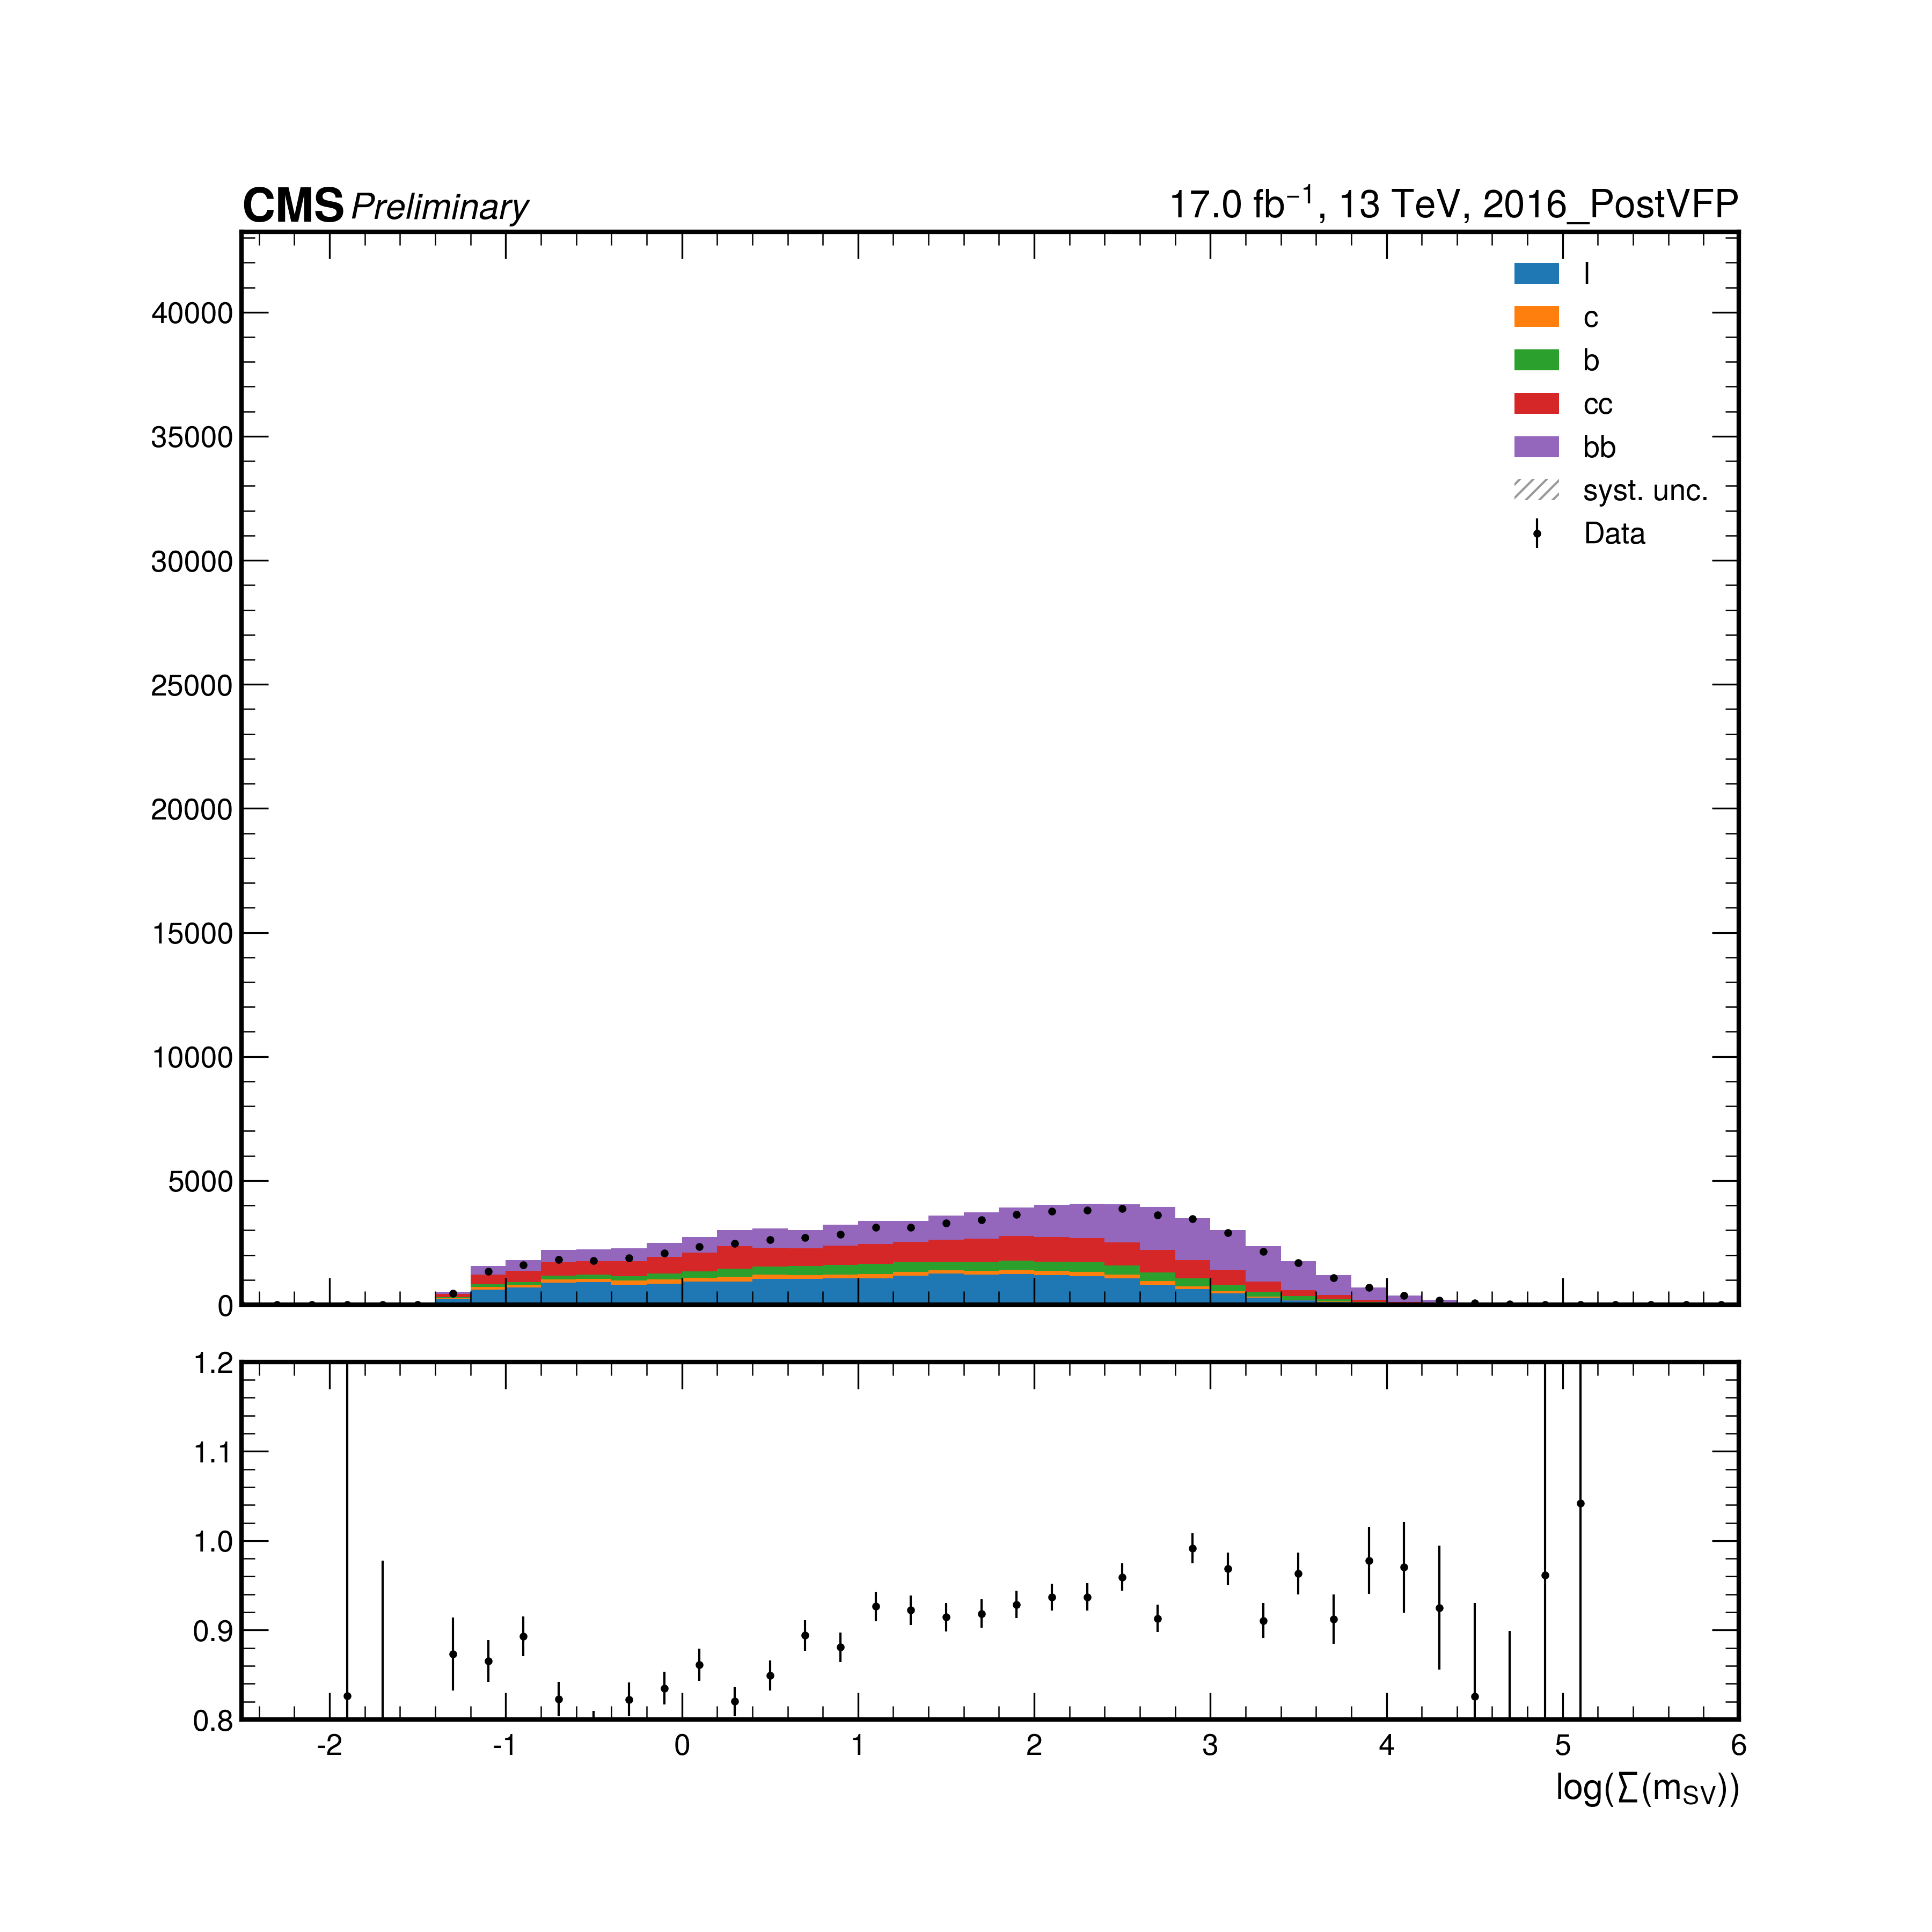 CMS Preliminary
17.0 fb⁻¹, 13 TeV, 2016_PostVFP
l
c
b
cc
bb
syst. unc.
Data
40000
35000
30000
25000
20000
15000
10000
5000
0
1.2
1.1
1.0
0.9
0.8
-2 -1 0 1 2 3 4 5 6
log(Σ(m_SV))